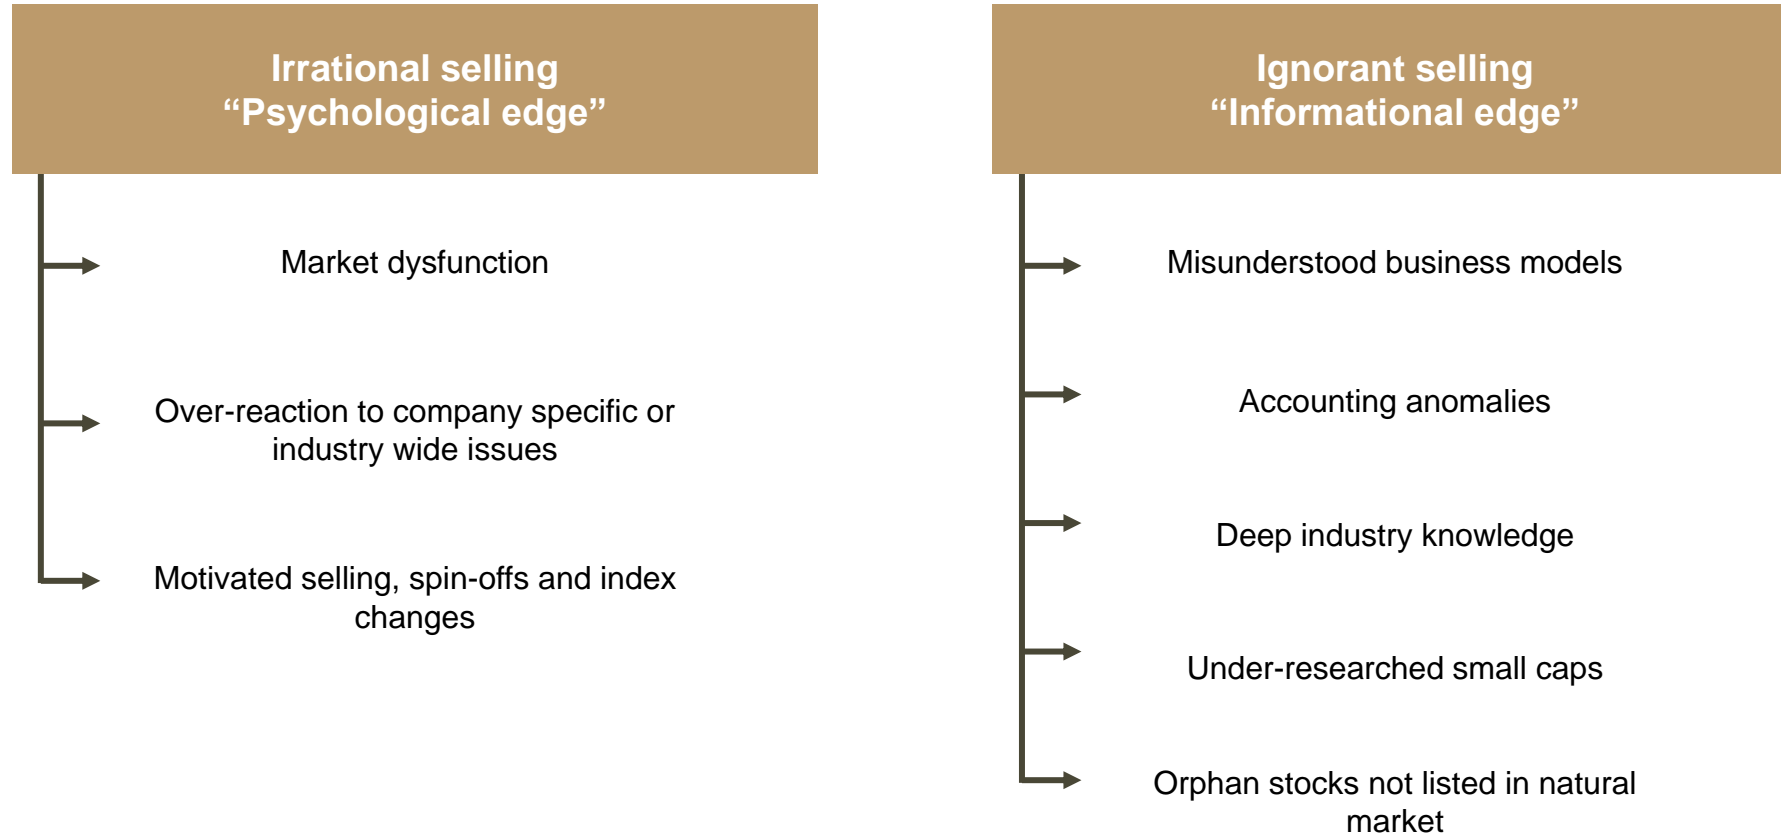 Irrational selling
“Psychological edge”
Market dysfunction
Over-reaction to company specific or
industry wide issues
Motivated selling, spin-offs and index
changes
Ignorant selling
“Informational edge”
Misunderstood business models
Accounting anomalies
Deep industry knowledge
Under-researched small caps
Orphan stocks not listed in natural
market